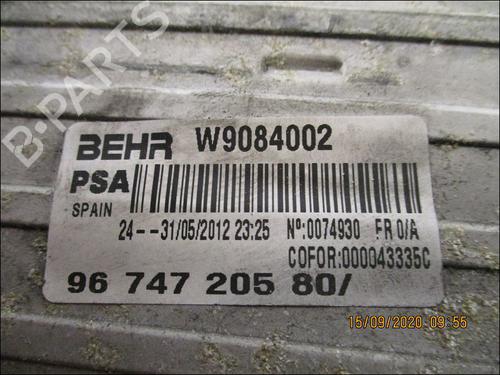 B-PARTS
BEHR W9084002
PSA
SPAIN
24 - -31/05/2012 23:25 Nº:0074930 FR 0/A
COFOR:000043335C
96 747 205 80/
15/09/2020 09:55